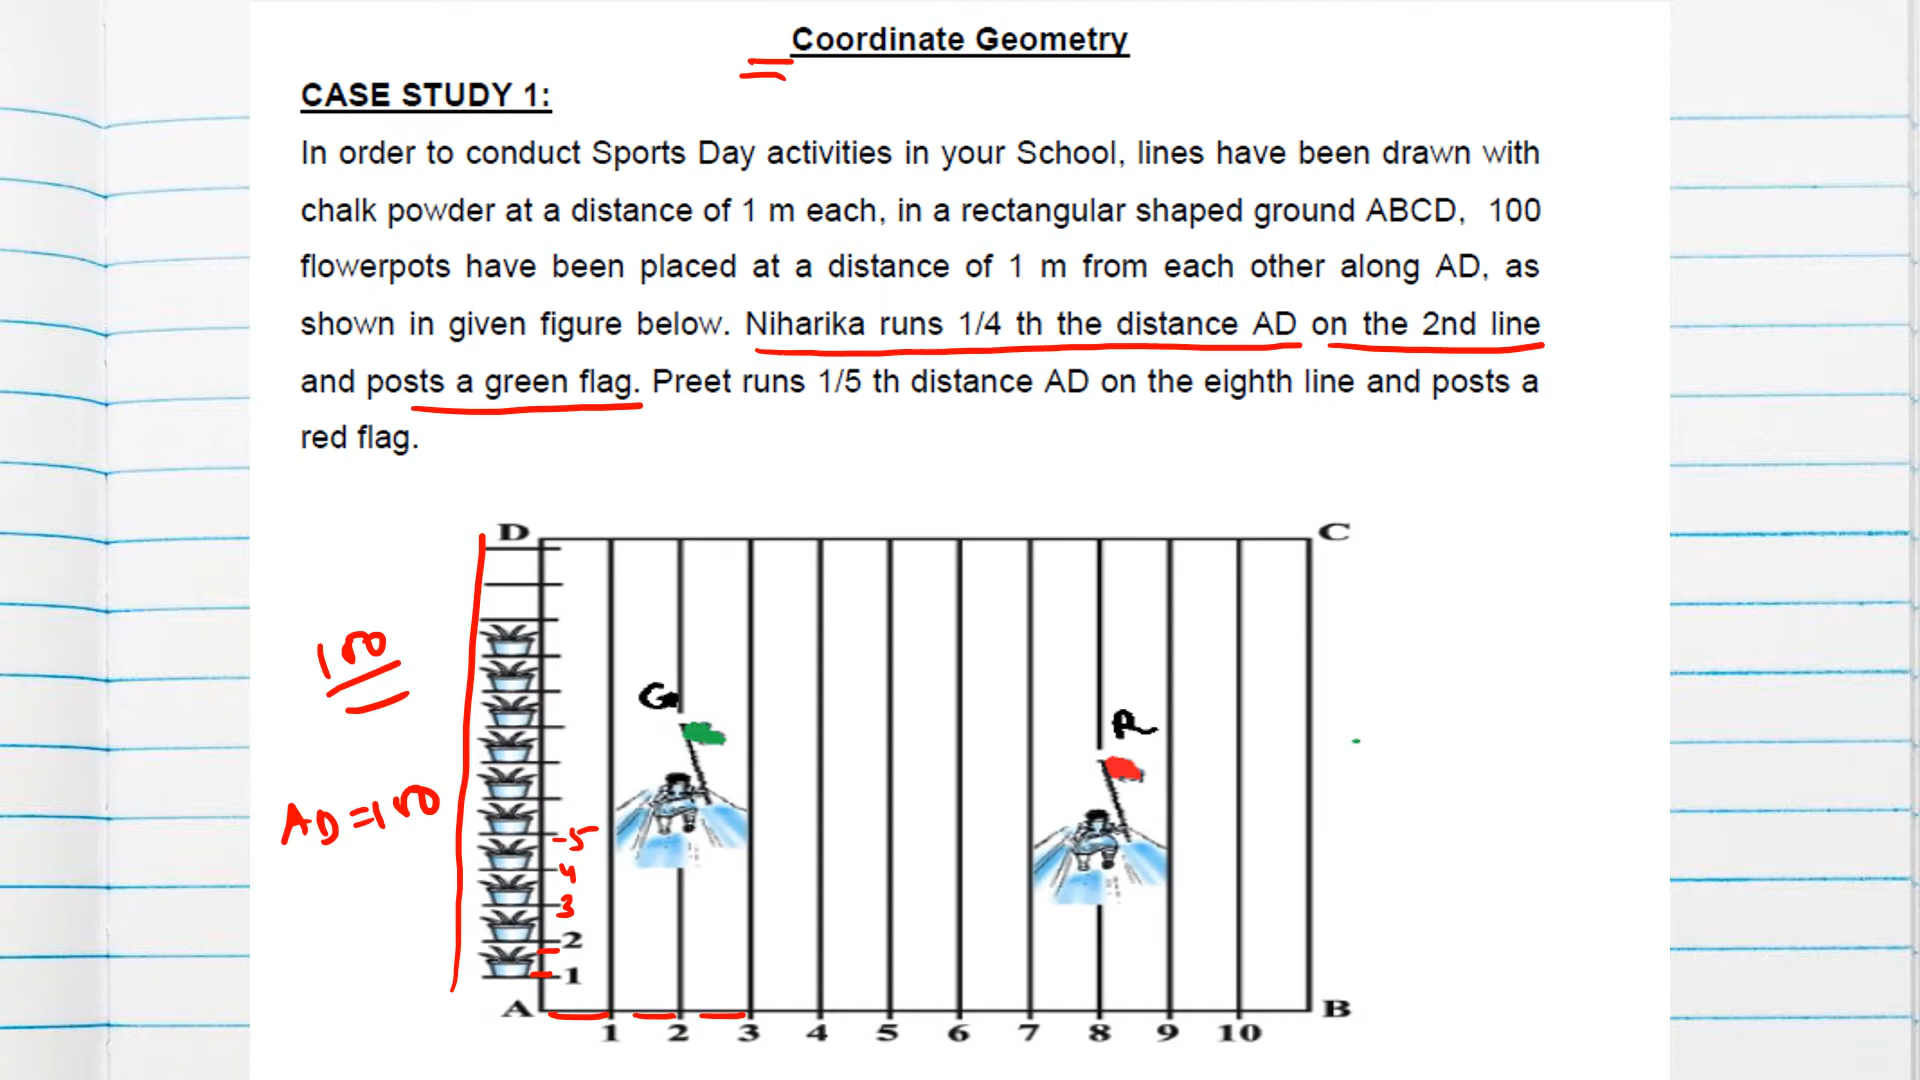 Coordinate Geometry
CASE STUDY 1:
In order to conduct Sports Day activities in your School, lines have been drawn with
chalk powder at a distance of 1 m each, in a rectangular shaped ground ABCD, 100
flowerpots have been placed at a distance of 1 m from each other along AD, as
shown in given figure below. Niharika runs 1/4 th the distance AD on the 2nd line
and posts a green flag. Preet runs 1/5 th distance AD on the eighth line and posts a
red flag.
D C
100
G R
AD=100
5
4
3
2
1
A B
1 2 3 4 5 6 7 8 9 10